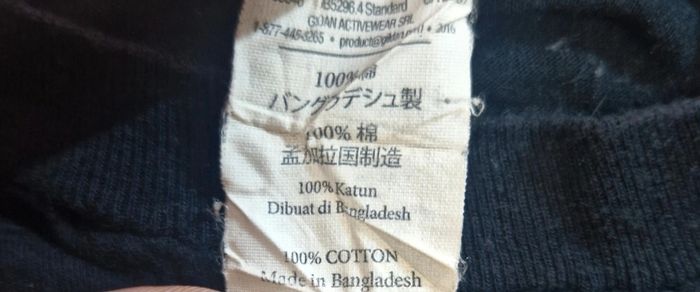 Standard
ACTIVEWEAR SRL
2016
100%綿
バングラデシュ製
100% 棉
孟加拉国制造
100% Katun
Dibuat di Bangladesh
100% COTTON
Made in Bangladesh